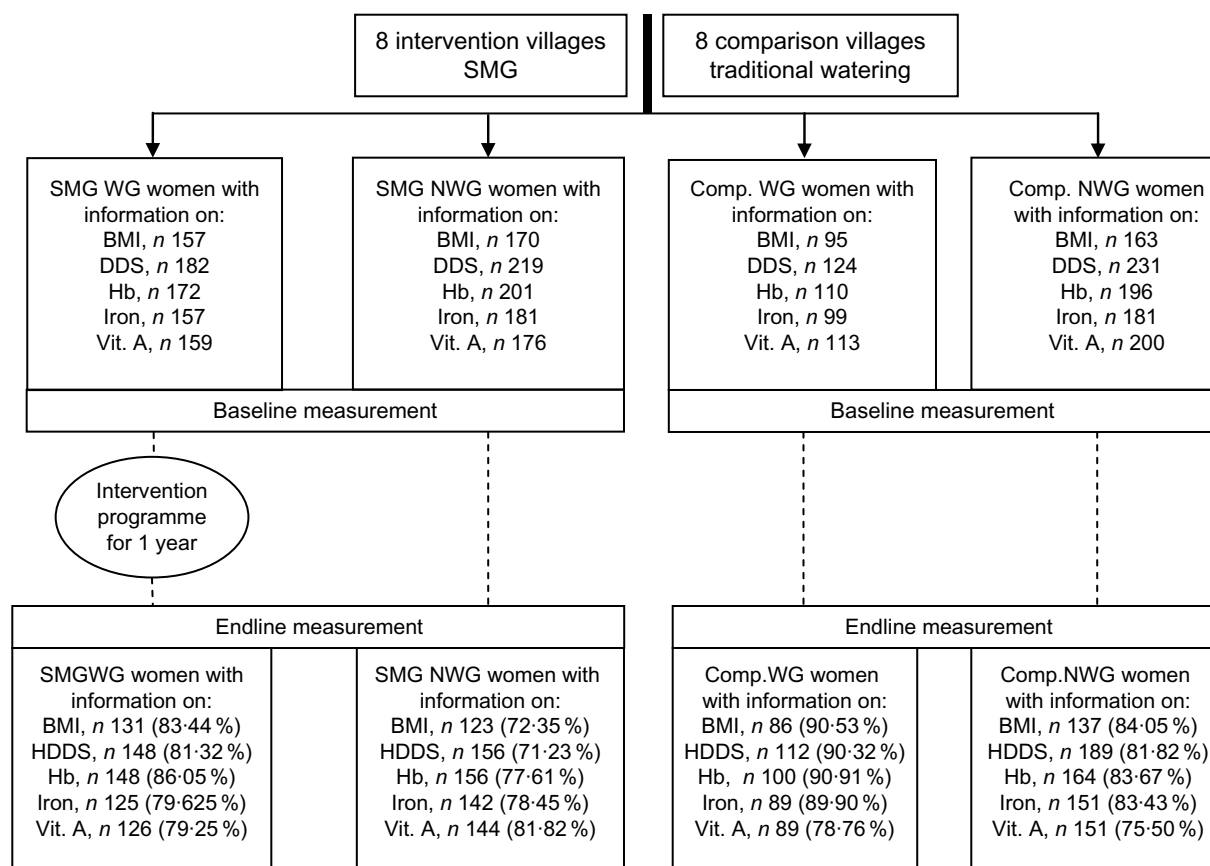 8 intervention villages
SMG
8 comparison villages
traditional watering
SMG WG women with
information on:
BMI, n 157
DDS, n 182
Hb, n 172
Iron, n 157
Vit. A, n 159
SMG NWG women with
information on:
BMI, n 170
DDS, n 219
Hb, n 201
Iron, n 181
Vit. A, n 176
Comp. WG women with
information on:
BMI, n 95
DDS, n 124
Hb, n 110
Iron, n 99
Vit. A, n 113
Comp. NWG women
with information on:
BMI, n 163
DDS, n 231
Hb, n 196
Iron, n 181
Vit. A, n 200
Baseline measurement
Baseline measurement
Intervention
programme
for 1 year
Endline measurement
Endline measurement
SMGWG women with
information on:
BMI, n 131 (83·44 %)
HDDS, n 148 (81·32 %)
Hb, n 148 (86·05 %)
Iron, n 125 (79·625 %)
Vit. A, n 126 (79·25 %)
SMG NWG women with
information on:
BMI, n 123 (72·35 %)
HDDS, n 156 (71·23 %)
Hb, n 156 (77·61 %)
Iron, n 142 (78·45 %)
Vit. A, n 144 (81·82 %)
Comp.WG women
with information on:
BMI, n 86 (90·53 %)
HDDS, n 112 (90·32 %)
Hb, n 100 (90·91 %)
Iron, n 89 (89·90 %)
Vit. A, n 89 (78·76 %)
Comp.NWG women
with information on:
BMI, n 137 (84·05 %)
HDDS, n 189 (81·82 %)
Hb, n 164 (83·67 %)
Iron, n 151 (83·43 %)
Vit. A, n 151 (75·50 %)